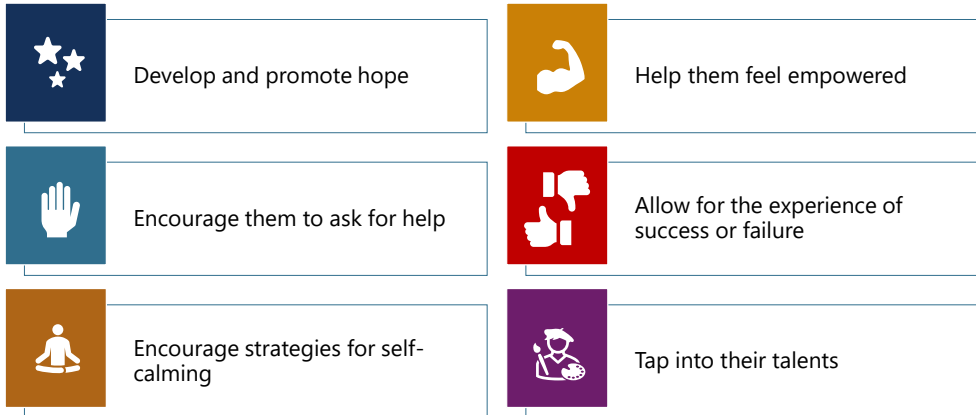 Develop and promote hope
Help them feel empowered
Encourage them to ask for help
Allow for the experience of
success or failure
Encourage strategies for self-
calming
Tap into their talents